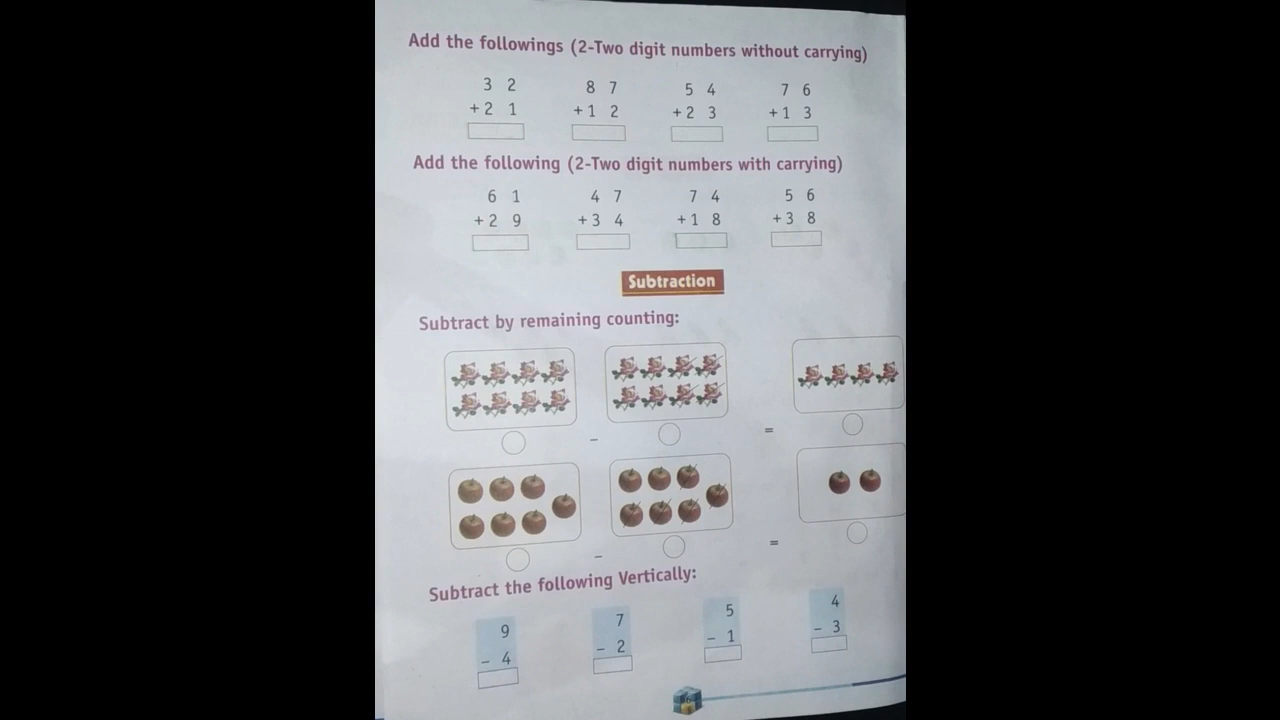 Add the followings (2-Two digit numbers without carrying)
3 2 8 7 5 4 7 6
+2 1 +1 2 +2 3 +1 3
Add the following (2-Two digit numbers with carrying)
6 1 4 7 7 4 5 6
+2 9 +3 4 +1 8 +3 8
Subtraction
Subtract by remaining counting:
- =
- =
Subtract the following Vertically:
9 7 5 4
- 4 - 2 - 1 - 3